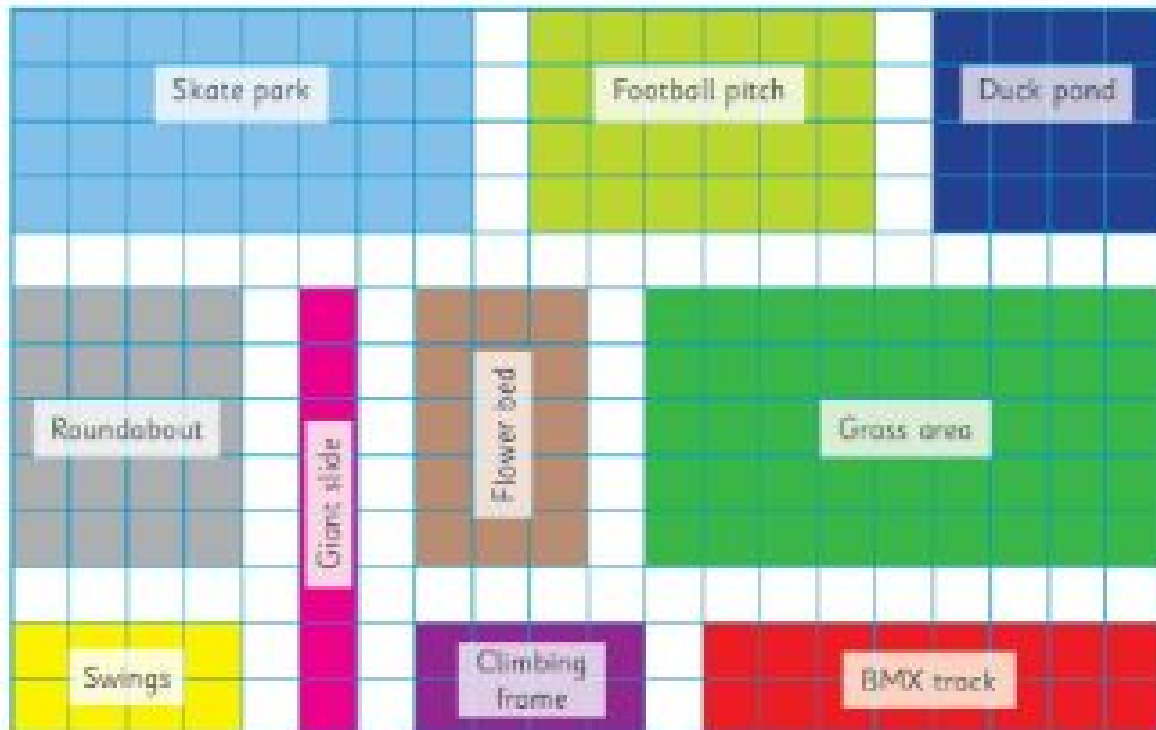 Skate park
Football pitch
Duck pond
Roundabout
Giant slide
Flower bed
Grass area
Swings
Climbing
frame
BMX track